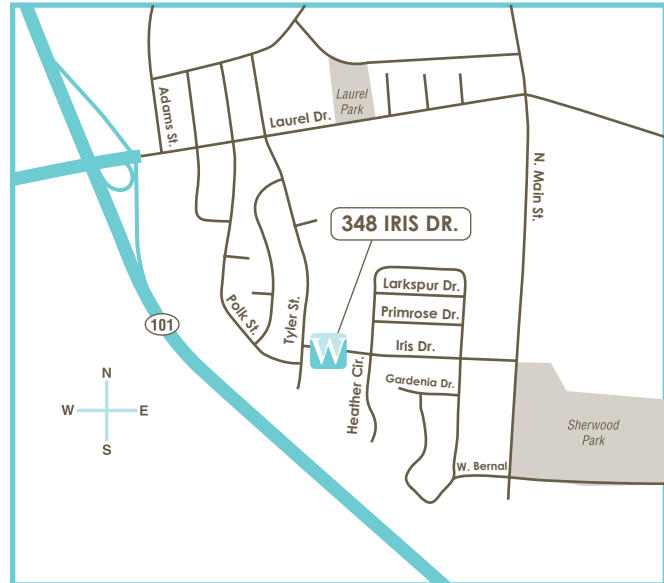 Adams St.
Laurel Dr.
Laurel
Park
N. Main St.
348 IRIS DR.
Larkspur Dr.
Primrose Dr.
Iris Dr.
Gardenia Dr.
Heather Cir.
Tyler St.
Polk St.
101
W
N
W
E
S
W. Bernal
Sherwood
Park